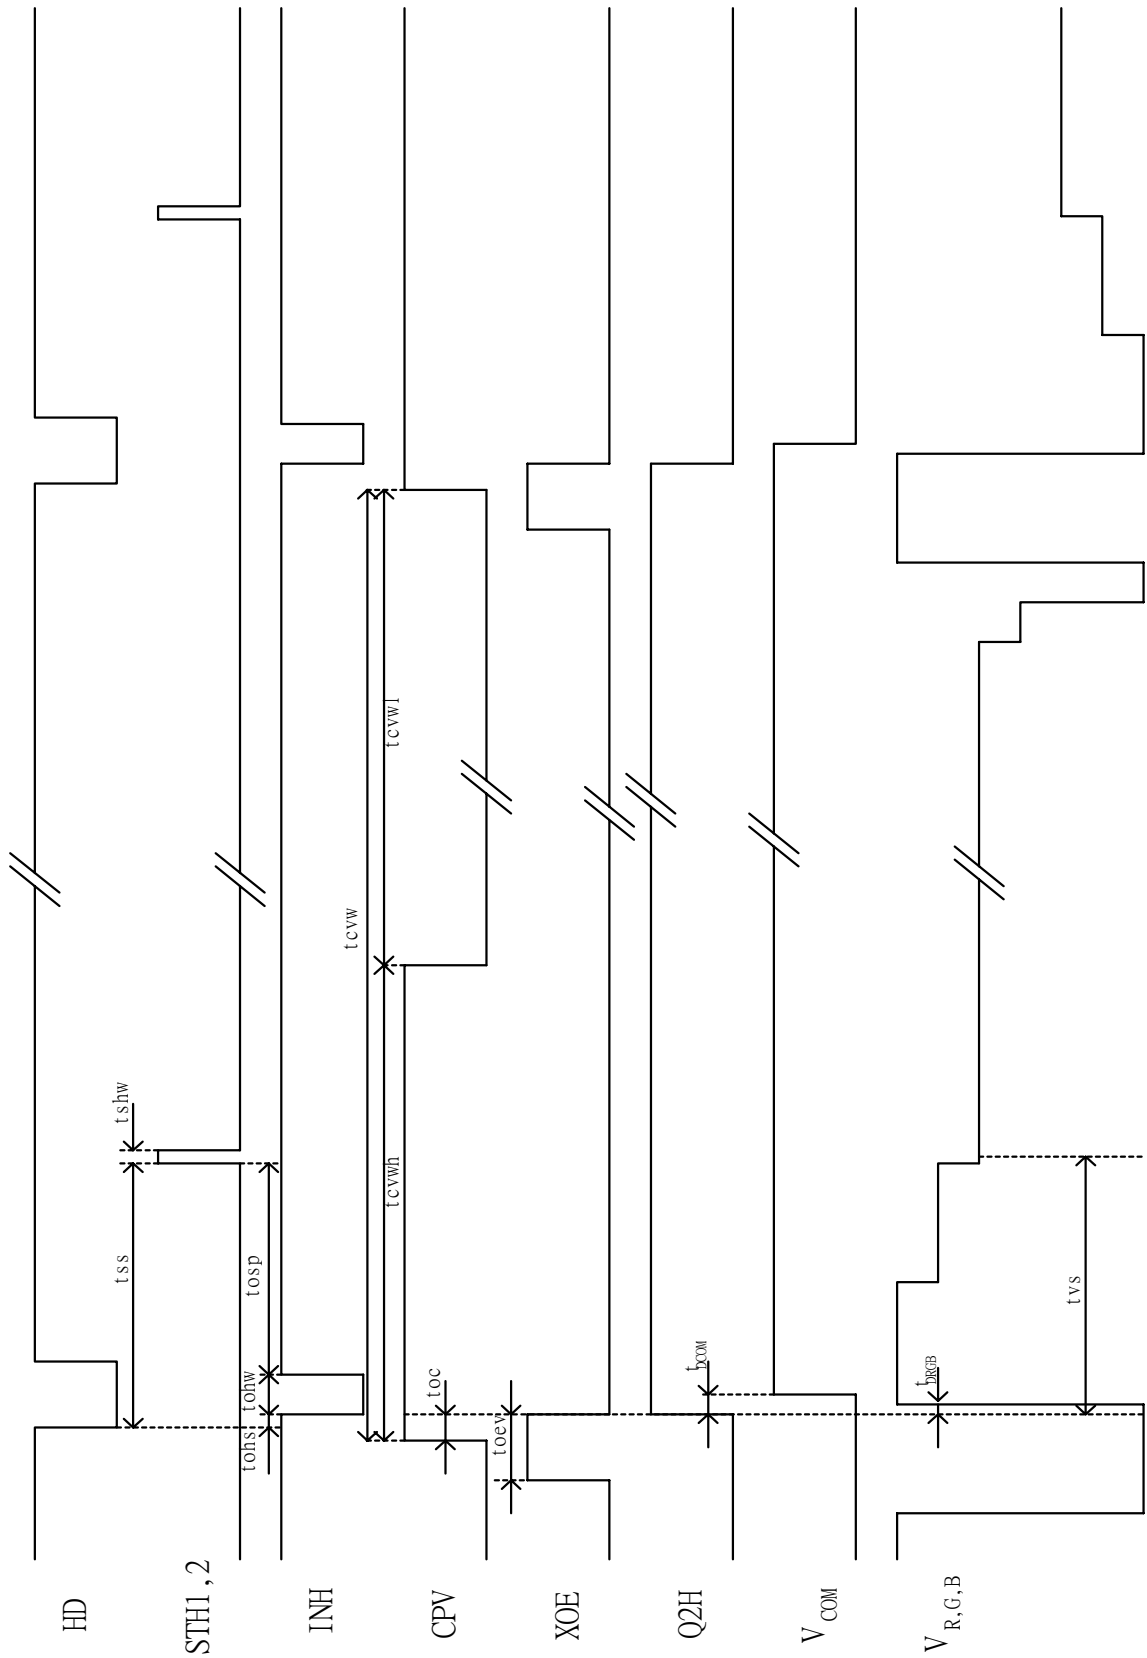 HD
tss
tshw
STH1,2
tohs
tohw
tosp
INH
tcvw
tcvwh
tcvwl
CPV
toc
toev
XOE
Q2H
tDCOM
VCOM
tDRGB
VR,G,B
tvs